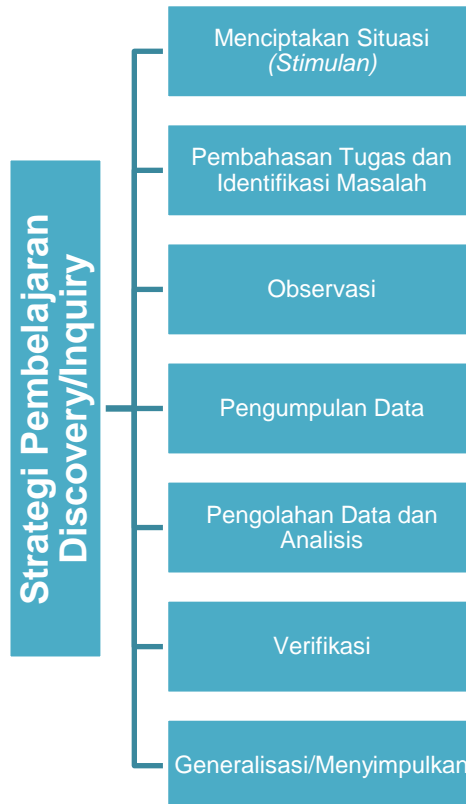 Strategi Pembelajaran
Discovery/Inquiry
Menciptakan Situasi
(Stimulan)
Pembahasan Tugas dan
Identifikasi Masalah
Observasi
Pengumpulan Data
Pengolahan Data dan
Analisis
Verifikasi
Generalisasi/Menyimpulkan